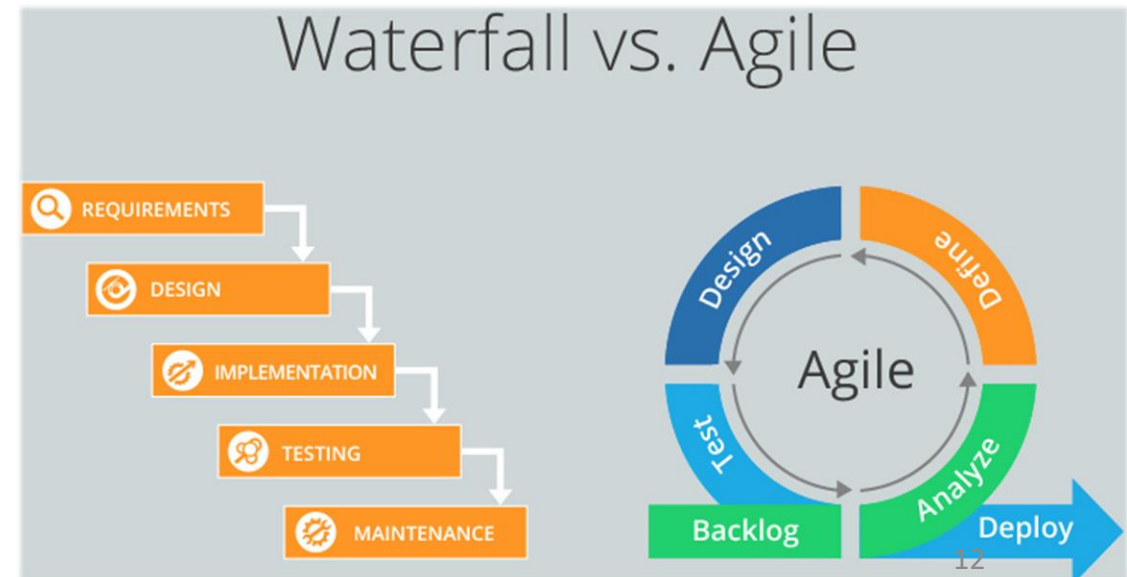 Waterfall vs. Agile
REQUIREMENTS
DESIGN
IMPLEMENTATION
TESTING
MAINTENANCE
Design
Define
Agile
Test
Analyze
Backlog
Deploy
12